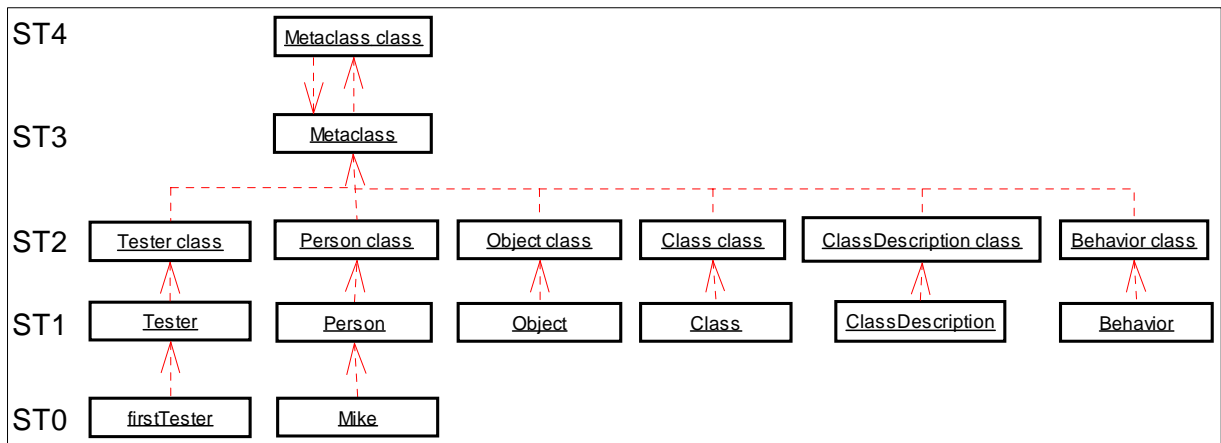 ST4
Metaclass class
ST3
Metaclass
ST2
Tester class
Person class
Object class
Class class
ClassDescription class
Behavior class
ST1
Tester
Person
Object
Class
ClassDescription
Behavior
ST0
firstTester
Mike